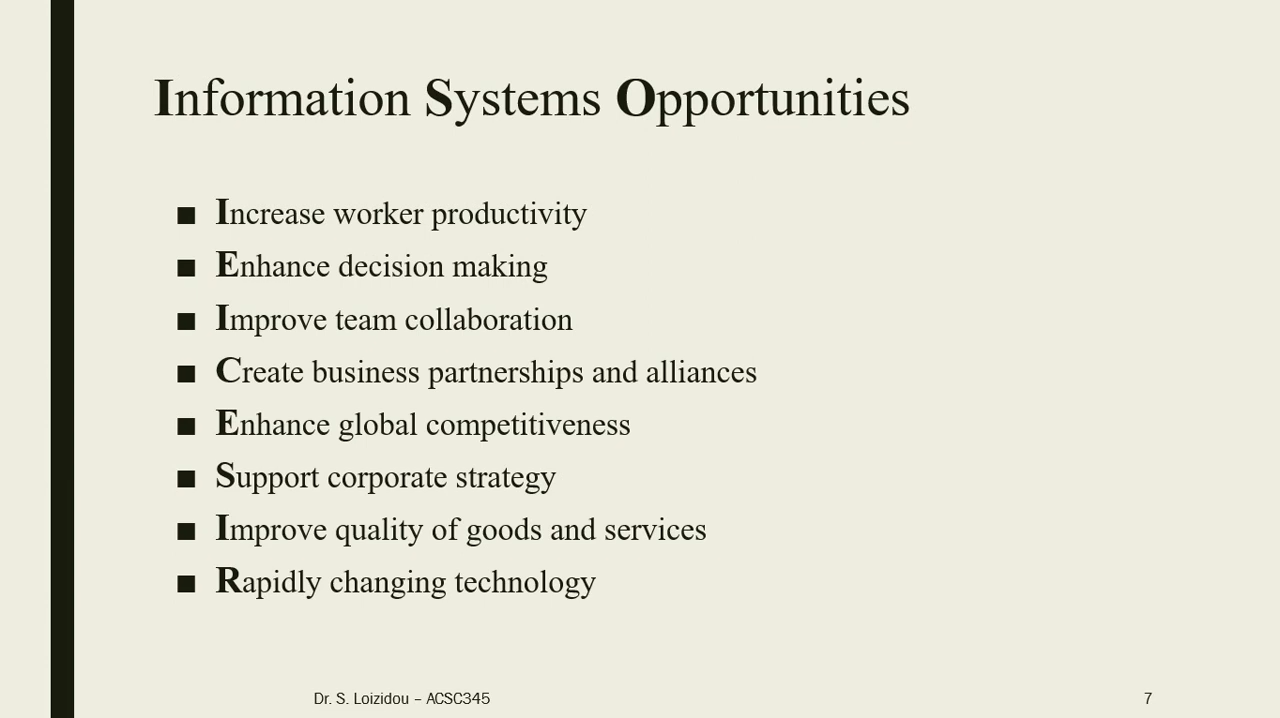 Information Systems Opportunities
■ Increase worker productivity
■ Enhance decision making
■ Improve team collaboration
■ Create business partnerships and alliances
■ Enhance global competitiveness
■ Support corporate strategy
■ Improve quality of goods and services
■ Rapidly changing technology
Dr. S. Loizidou – ACSC345
7